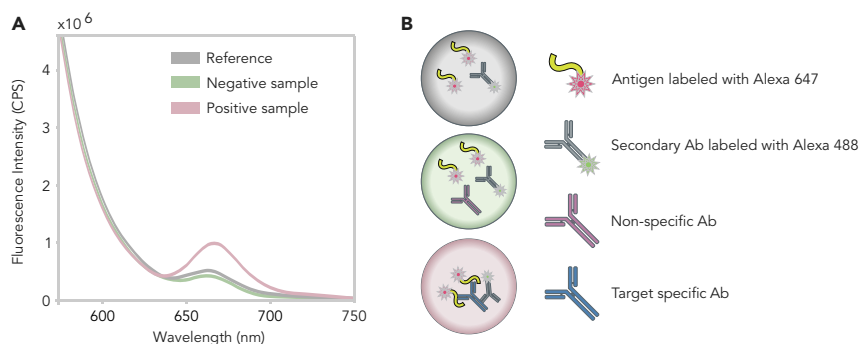 A
x10 6
Fluorescence Intensity (CPS)
4
3
2
1
0
600
650
700
750
Wavelength (nm)
Reference
Negative sample
Positive sample
B
Antigen labeled with Alexa 647
Secondary Ab labeled with Alexa 488
Non-specific Ab
Target specific Ab